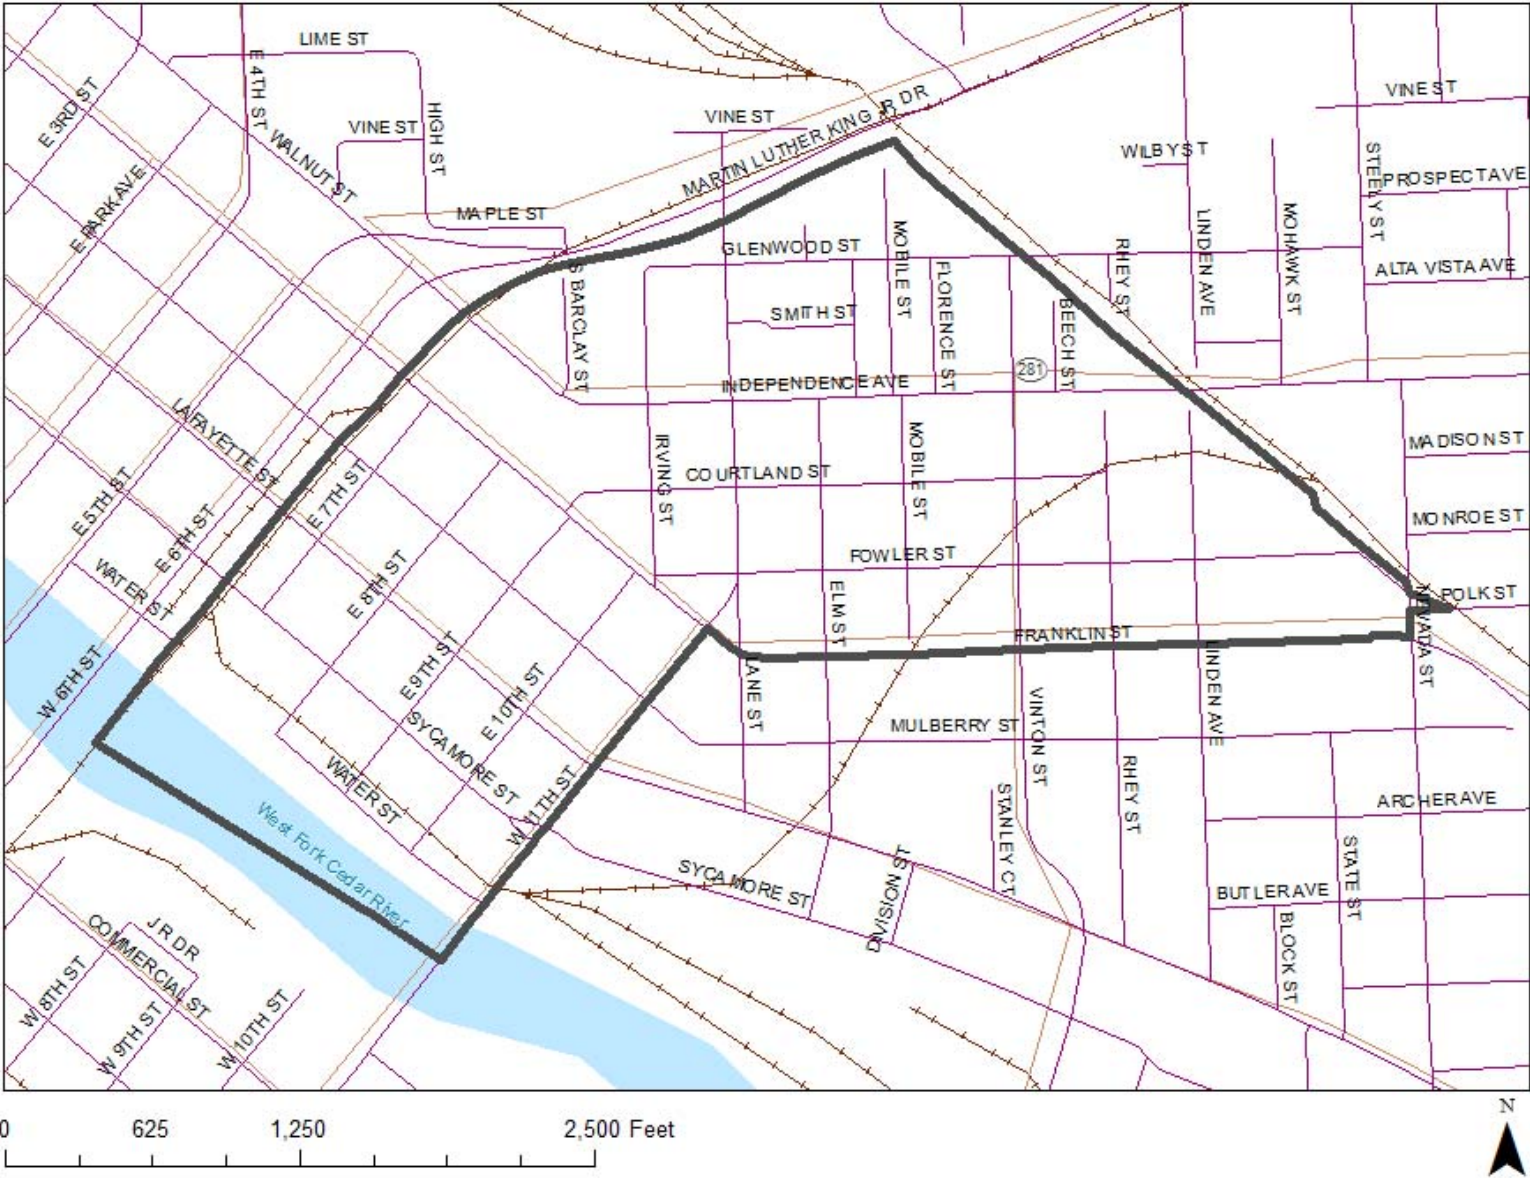 LIME ST
E 4TH ST
E 3RD ST
HIGH ST
VINE ST
WALNUT ST
VINE ST
MARTIN LUTHER KING JR DR
VINE ST
WILBY ST
STEELY ST
PROSPECT AVE
E PARK AVE
MAPLE ST
GLENWOOD ST
MOBILE ST
RHEY ST
LINDEN AVE
MOHAWK ST
ALTA VISTA AVE
S BARCLAY ST
SMITH ST
FLORENCE ST
BEECH ST
281
INDEPENDENCE AVE
LAFAYETTE ST
IRVING ST
COURTLAND ST
MOBILE ST
MADISON ST
E 5TH ST
E 6TH ST
E 7TH ST
MONROE ST
FOWLER ST
WATER ST
E 8TH ST
ELM ST
POLK ST
NEVADA ST
FRANKLIN ST
W 6TH ST
E 9TH ST
E 10TH ST
LANE ST
LINDEN AVE
SYCAMORE ST
MULBERRY ST
VINTON ST
WATER ST
W 11TH ST
RHEY ST
STANLEY CT
ARCHER AVE
West Fork Cedar River
SYCAMORE ST
DIVISION ST
STATE ST
BUTLER AVE
BLOCK ST
J R DR
COMMERCIAL ST
W 8TH ST
W 9TH ST
W 10TH ST
0 625 1,250 2,500 Feet
N